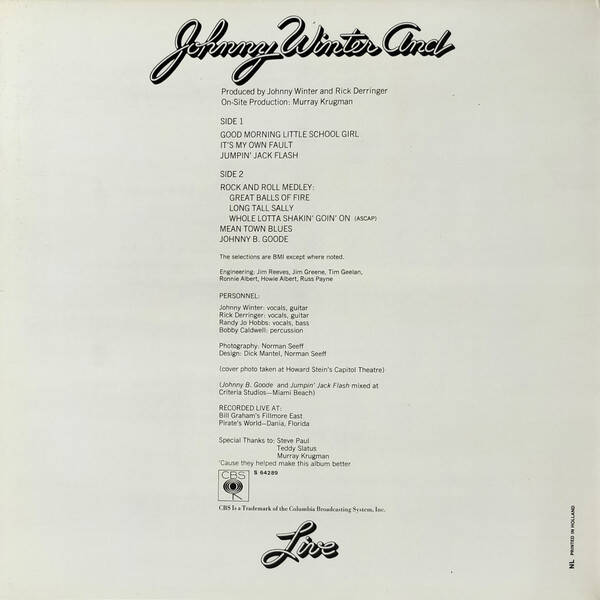 Johnny Winter And
Produced by Johnny Winter and Rick Derringer
On-Site Production: Murray Krugman
SIDE 1
GOOD MORNING LITTLE SCHOOL GIRL
IT'S MY OWN FAULT
JUMPIN' JACK FLASH
SIDE 2
ROCK AND ROLL MEDLEY:
GREAT BALLS OF FIRE
LONG TALL SALLY
WHOLE LOTTA SHAKIN' GOIN' ON (ASCAP)
MEAN TOWN BLUES
JOHNNY B. GOODE
The selections are BMI except where noted.
Engineering: Jim Reeves, Jim Greene, Tim Geelan,
Ronnie Albert, Howie Albert, Russ Payne
PERSONNEL:
Johnny Winter: vocals, guitar
Rick Derringer: vocals, guitar
Randy Jo Hobbs: vocals, bass
Bobby Caldwell: percussion
Photography: Norman Seeff
Design: Dick Mantel, Norman Seeff
(cover photo taken at Howard Stein's Capitol Theatre)
(Johnny B. Goode and Jumpin' Jack Flash mixed at
Criteria Studios—Miami Beach)
RECORDED LIVE AT:
Bill Graham's Fillmore East
Pirate's World—Dania, Florida
Special Thanks to: Steve Paul
Teddy Slatus
Murray Krugman
'Cause they helped make this album better
CBS
S 64289
CBS Is a Trademark of the Columbia Broadcasting System, Inc.
Live
NL PRINTED IN HOLLAND